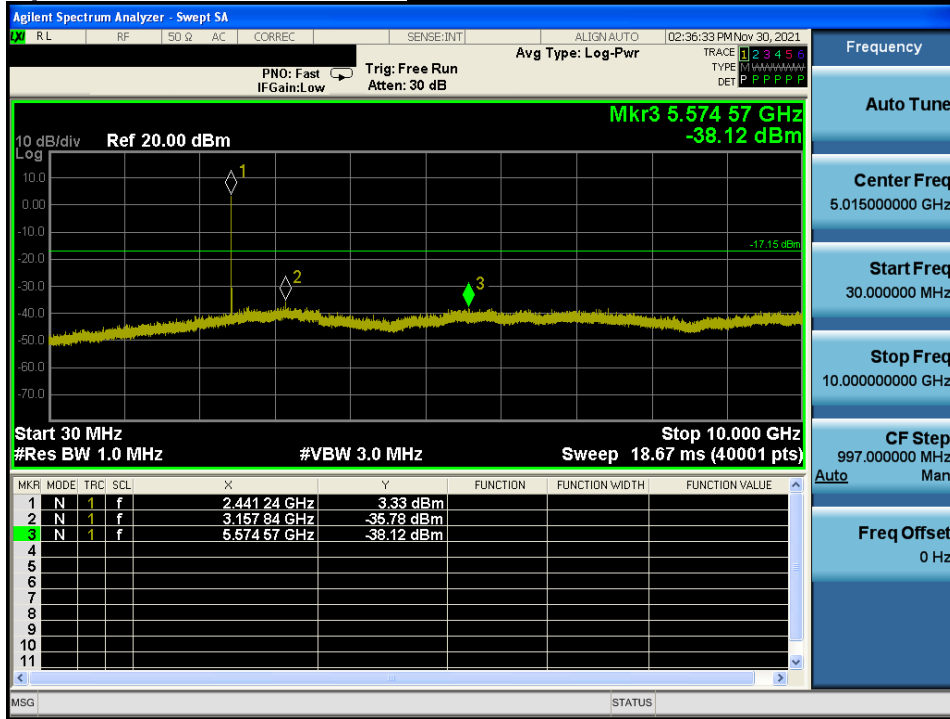 Agilent Spectrum Analyzer - Swept SA
LXI RL RF 50 Ω AC CORREC SENSE:INT ALIGN AUTO 02:36:33 PM Nov 30, 2021
Frequency
Avg Type: Log-Pwr
TRACE 1 2 3 4 5 6
PNO: Fast Trig: Free Run
TYPE M W W W W W
IFGain:Low Atten: 30 dB
DET P P P P P P
Auto Tune
Mkr3 5.574 57 GHz
-38.12 dBm
10 dB/div Ref 20.00 dBm
Log
10.0
0.00
-10.0
-20.0
-30.0
-40.0
-50.0
-60.0
-70.0
1
2
3
-17.15 dBm
Center Freq
5.015000000 GHz
Start Freq
30.000000 MHz
Stop Freq
10.000000000 GHz
Start 30 MHz Stop 10.000 GHz
#Res BW 1.0 MHz #VBW 3.0 MHz Sweep 18.67 ms (40001 pts)
CF Step
997.000000 MHz
Auto Man
MKR MODE TRC SCL X Y FUNCTION FUNCTION WIDTH FUNCTION VALUE
1 N 1 f 2.441 24 GHz 3.33 dBm
2 N 1 f 3.157 84 GHz -35.78 dBm
3 N 1 f 5.574 57 GHz -38.12 dBm
4
5
6
7
8
9
10
11
Freq Offset
0 Hz
MSG STATUS